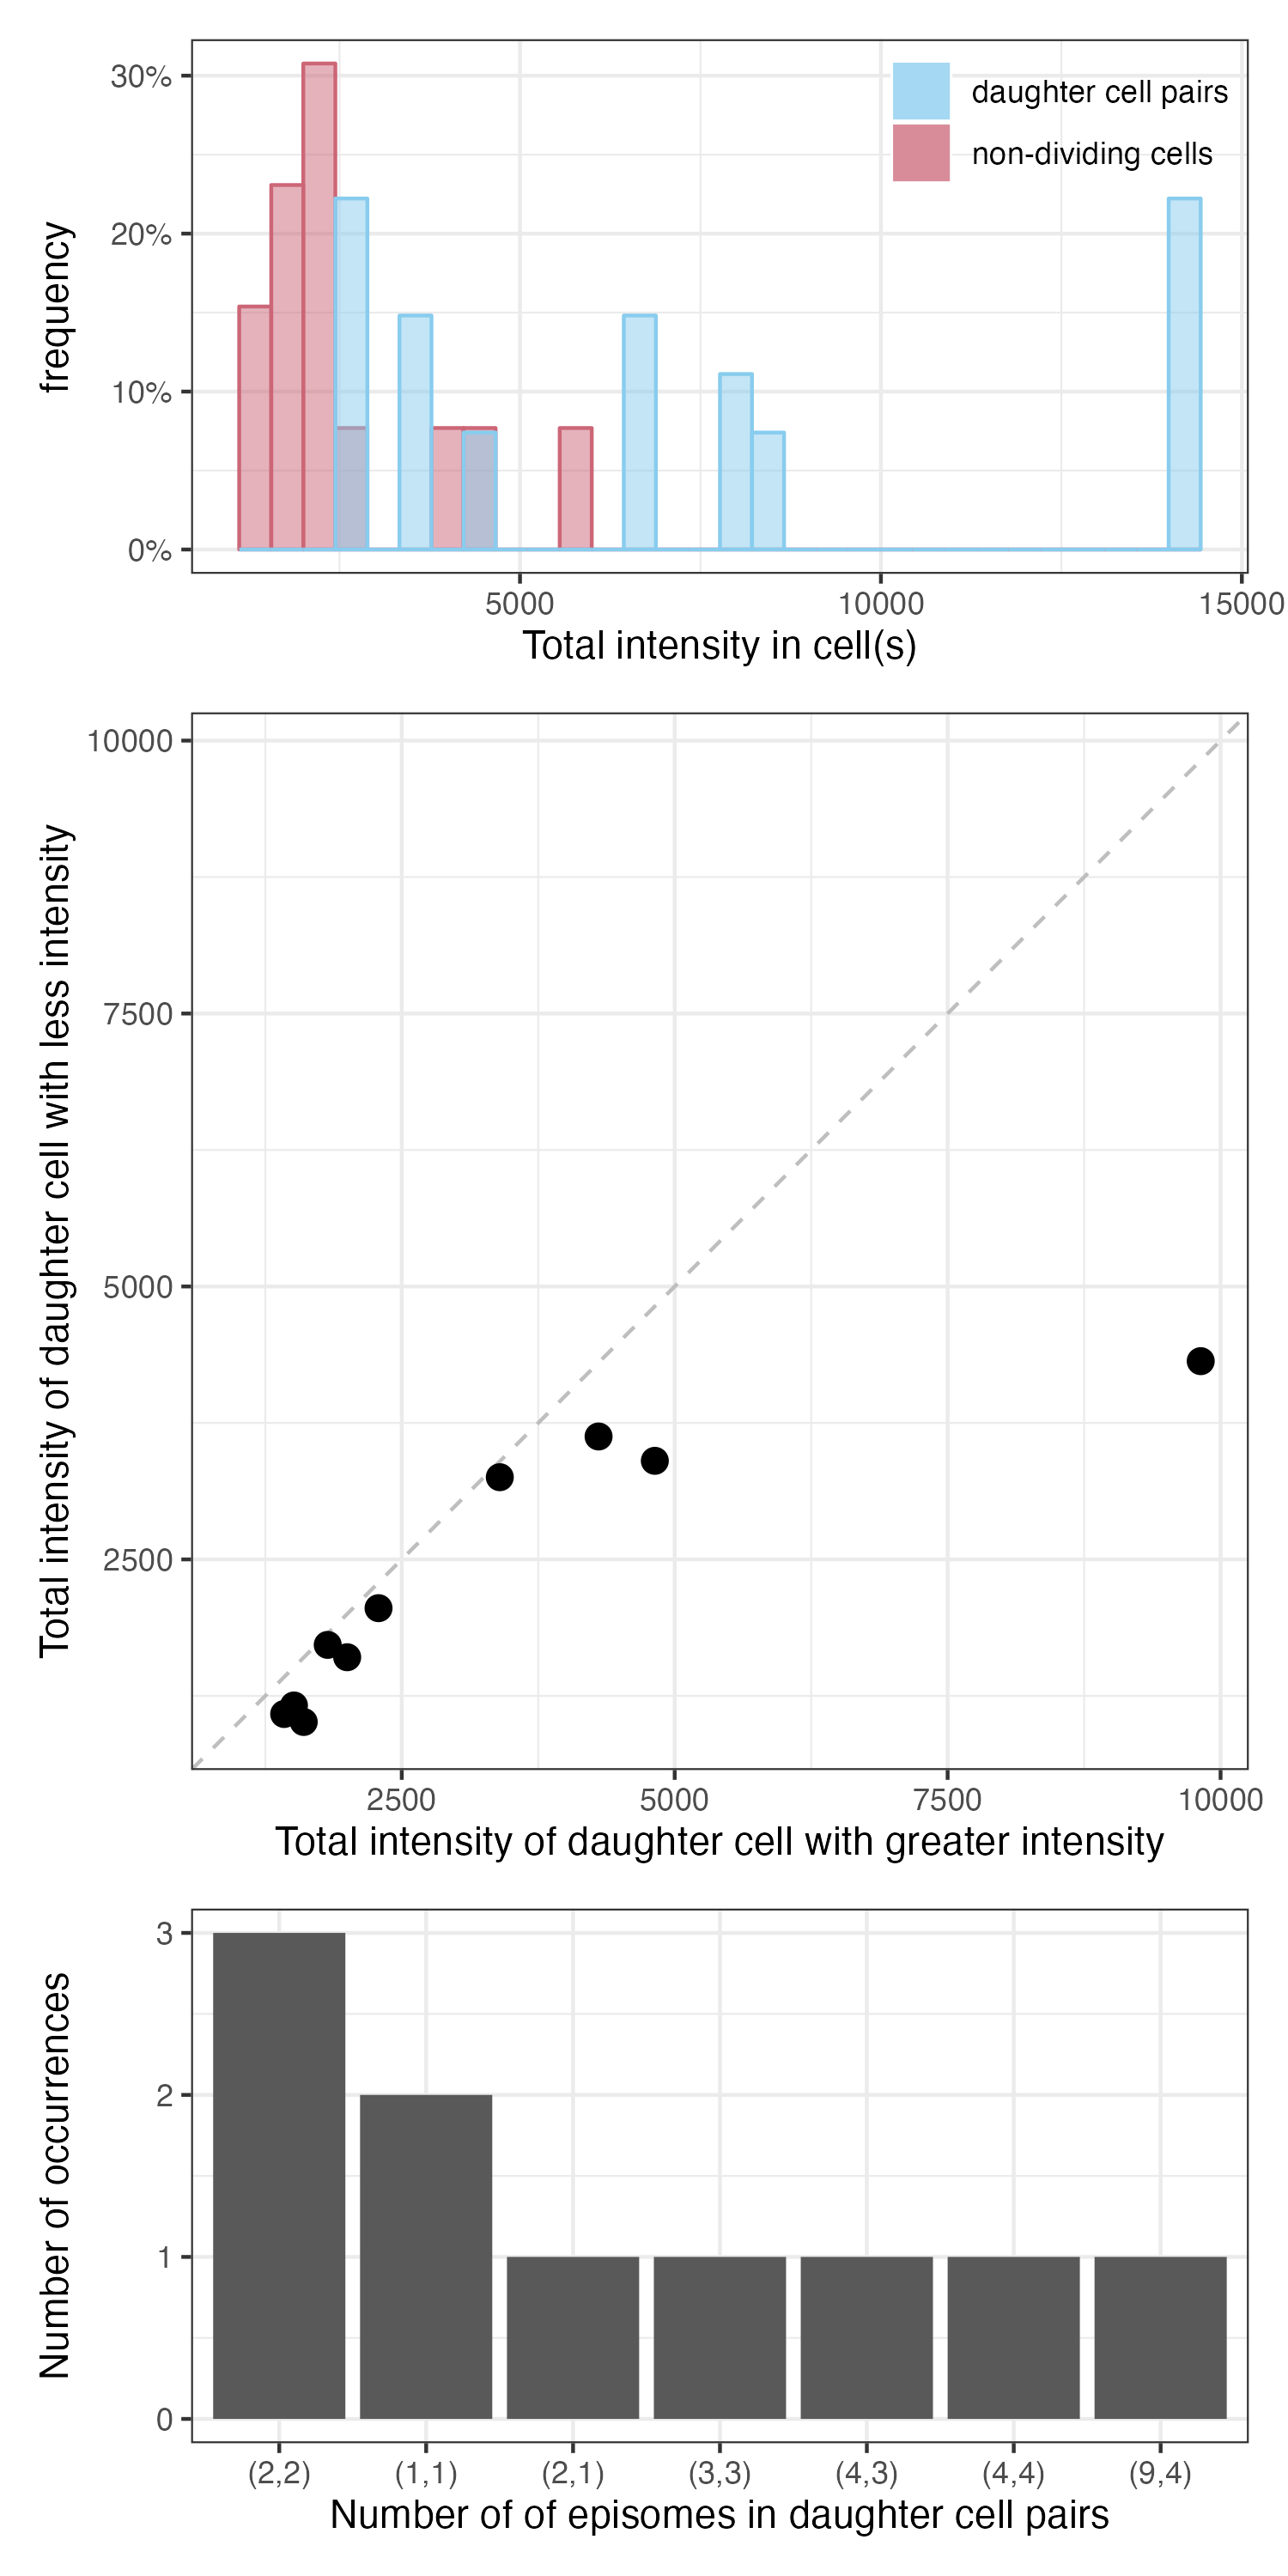 30%
20%
10%
0%
frequency
daughter cell pairs
non-dividing cells
5000 10000 15000
Total intensity in cell(s)
10000
7500
5000
2500
Total intensity of daughter cell with less intensity
2500 5000 7500 10000
Total intensity of daughter cell with greater intensity
3
2
1
0
Number of occurrences
(2,2) (1,1) (2,1) (3,3) (4,3) (4,4) (9,4)
Number of of episomes in daughter cell pairs